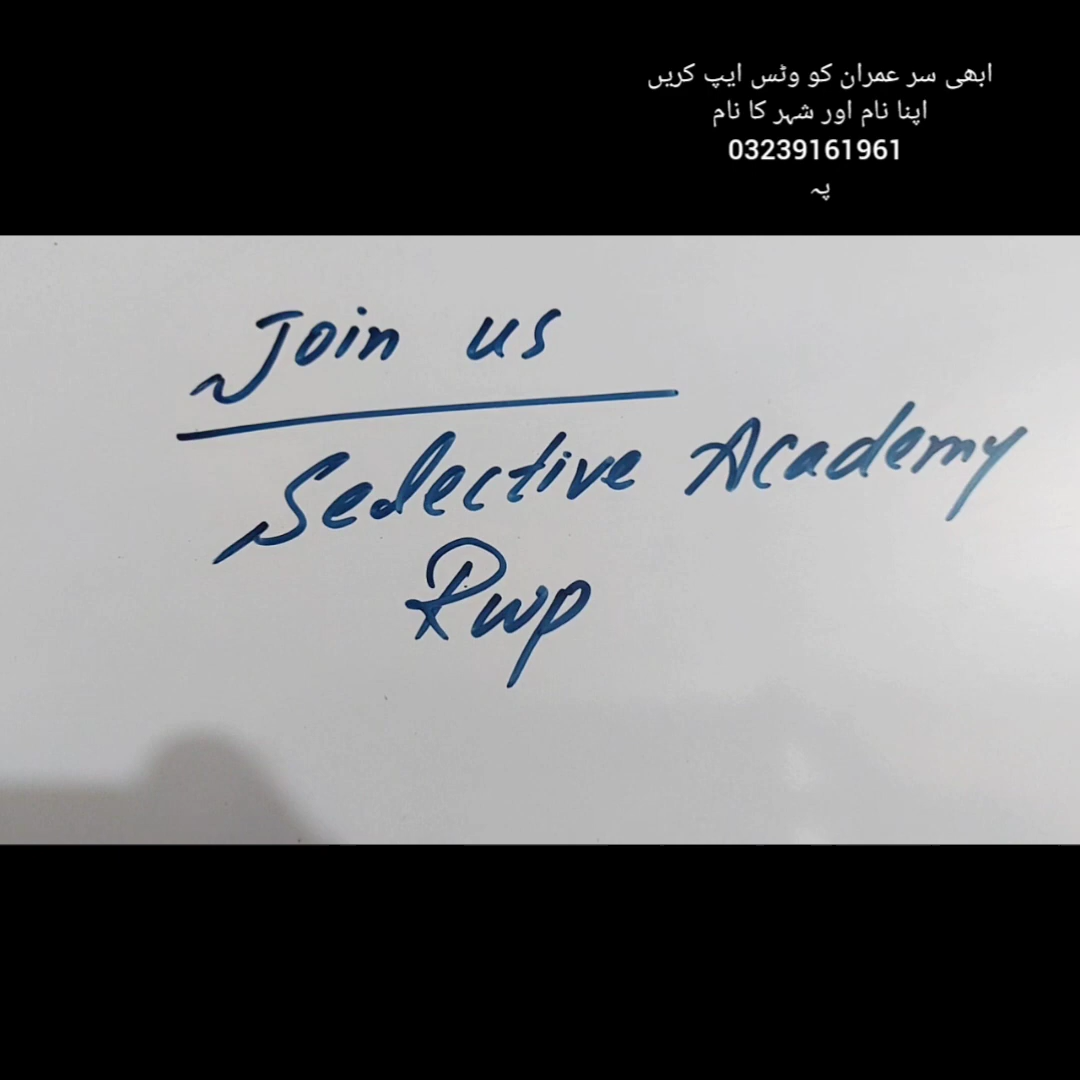 ابھی سر عمران کو وٹس ایپ کریں
اپنا نام اور شہر کا نام
03239161961
پہ
Join us
Selective Academy
Rwp